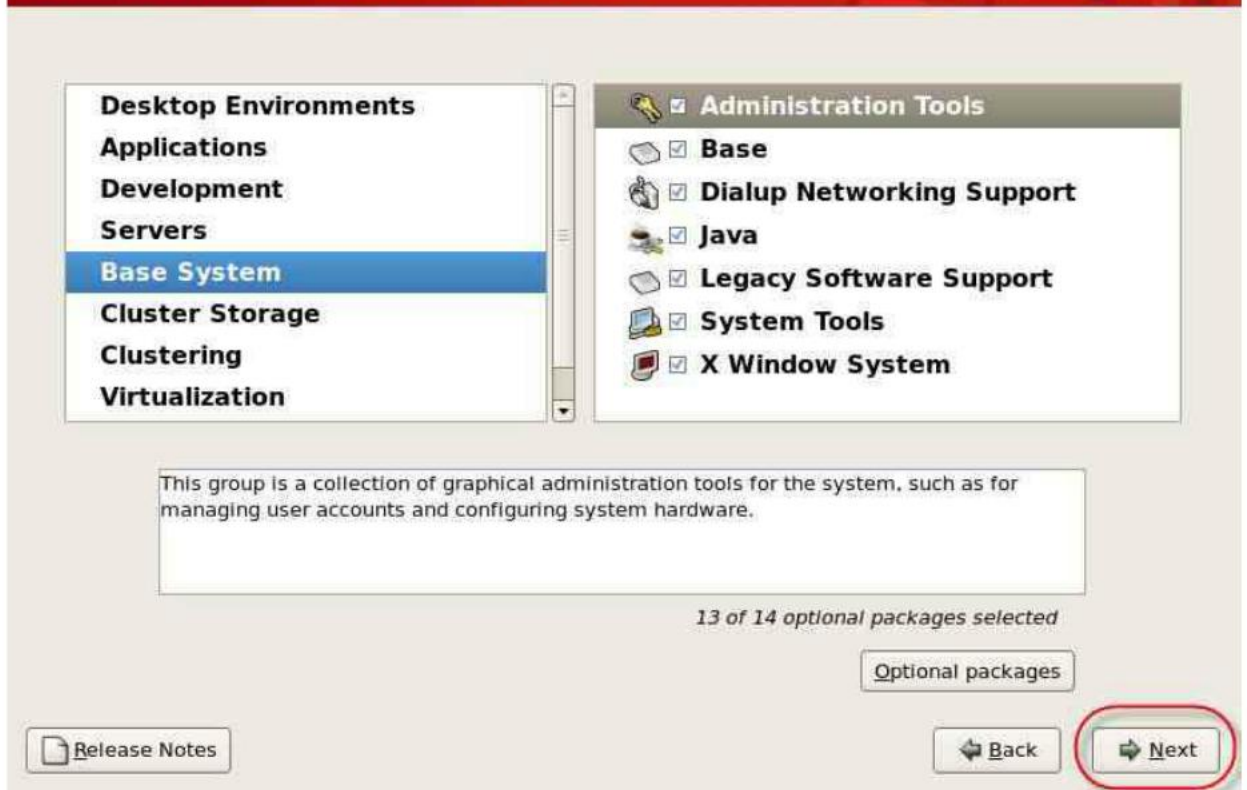 Desktop Environments
Applications
Development
Servers
Base System
Cluster Storage
Clustering
Virtualization
Administration Tools
Base
Dialup Networking Support
Java
Legacy Software Support
System Tools
X Window System
This group is a collection of graphical administration tools for the system, such as for
managing user accounts and configuring system hardware.
13 of 14 optional packages selected
Optional packages
Release Notes
Back
Next